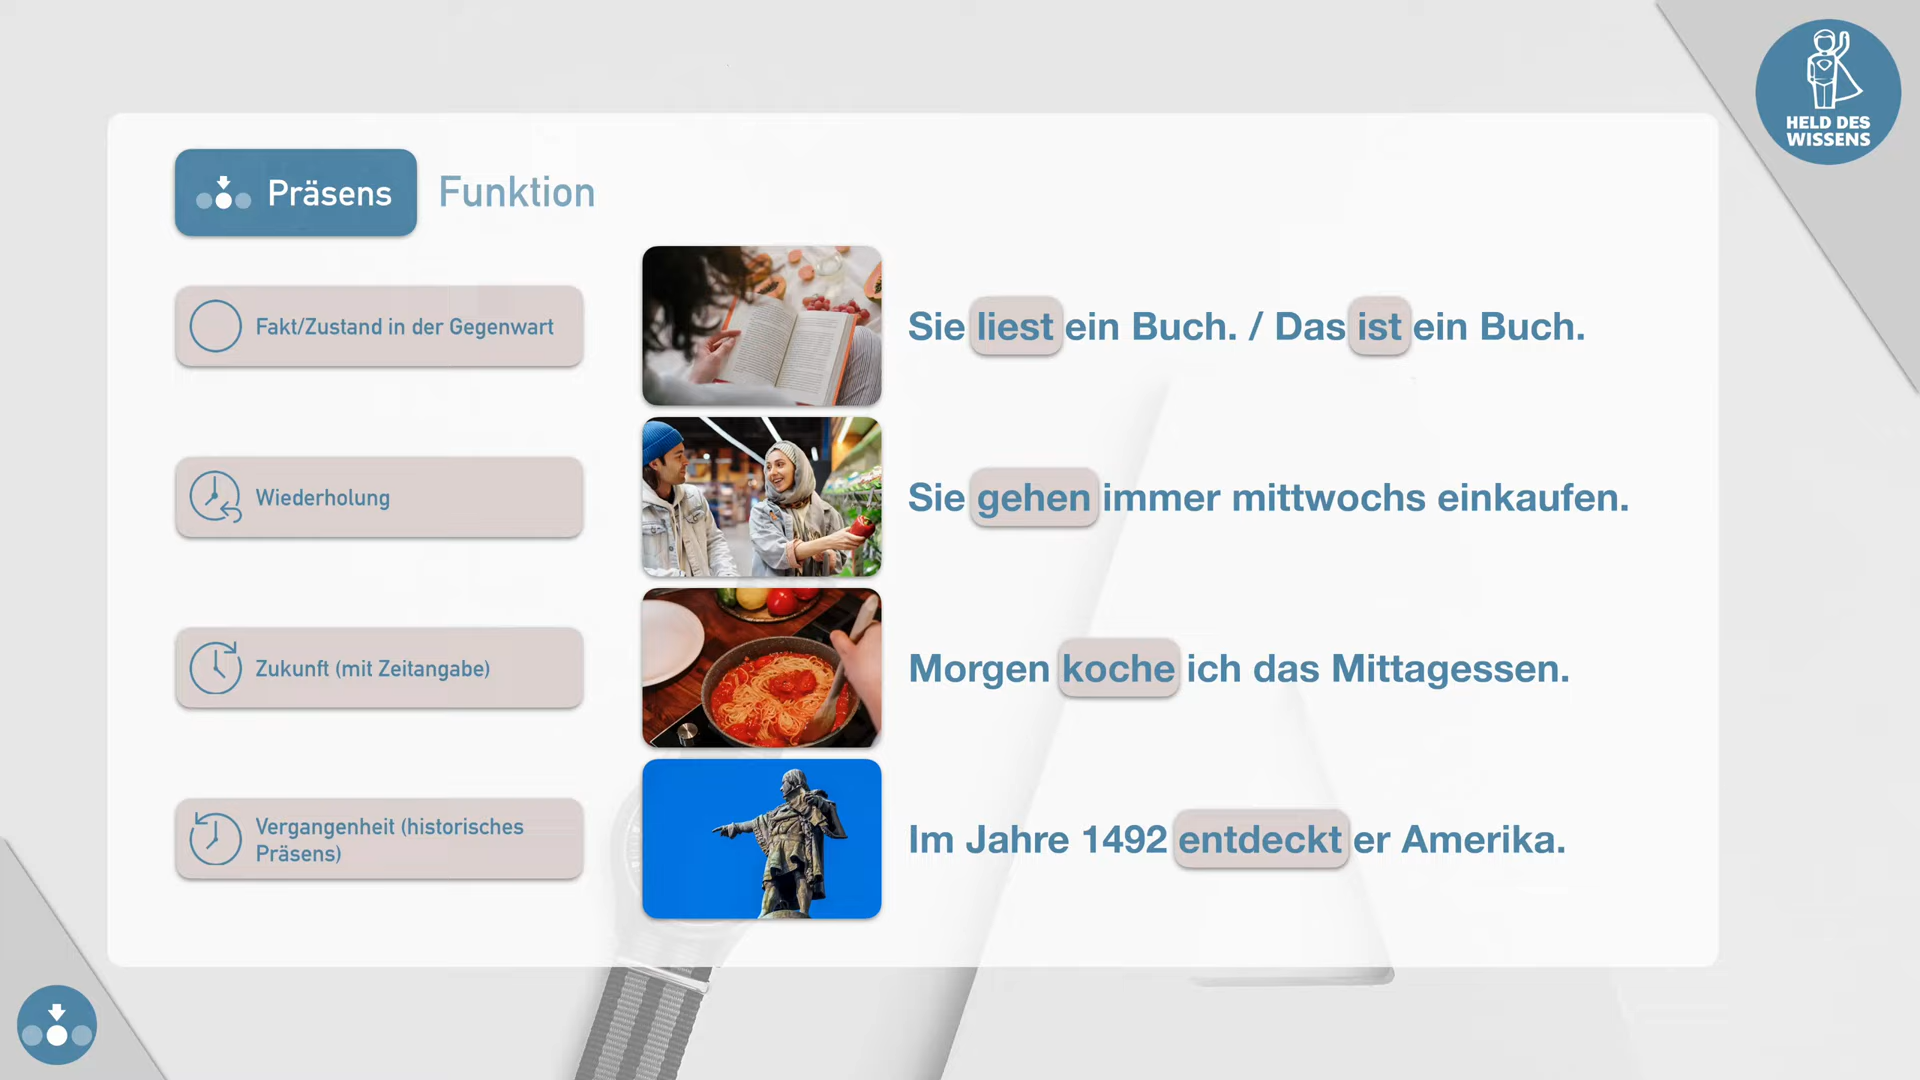 HELD DES
WISSENS
Präsens Funktion
Fakt/Zustand in der Gegenwart
Sie liest ein Buch. / Das ist ein Buch.
Wiederholung
Sie gehen immer mittwochs einkaufen.
Zukunft (mit Zeitangabe)
Morgen koche ich das Mittagessen.
Vergangenheit (historisches
Präsens)
Im Jahre 1492 entdeckt er Amerika.